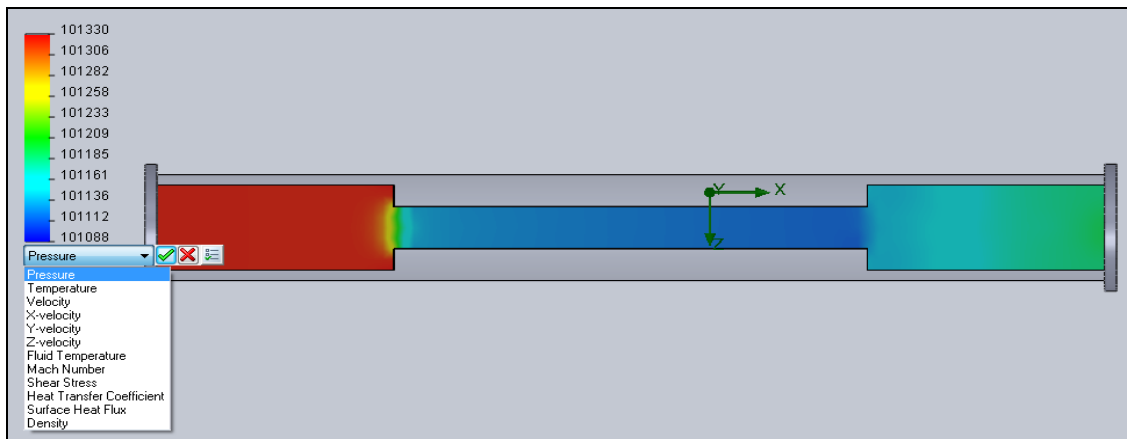 101330
101306
101282
101258
101233
101209
101185
101161
101136
101112
101088
Y
X
Z
Pressure
Pressure
Temperature
Velocity
X-velocity
Y-velocity
Z-velocity
Fluid Temperature
Mach Number
Shear Stress
Heat Transfer Coefficient
Surface Heat Flux
Density